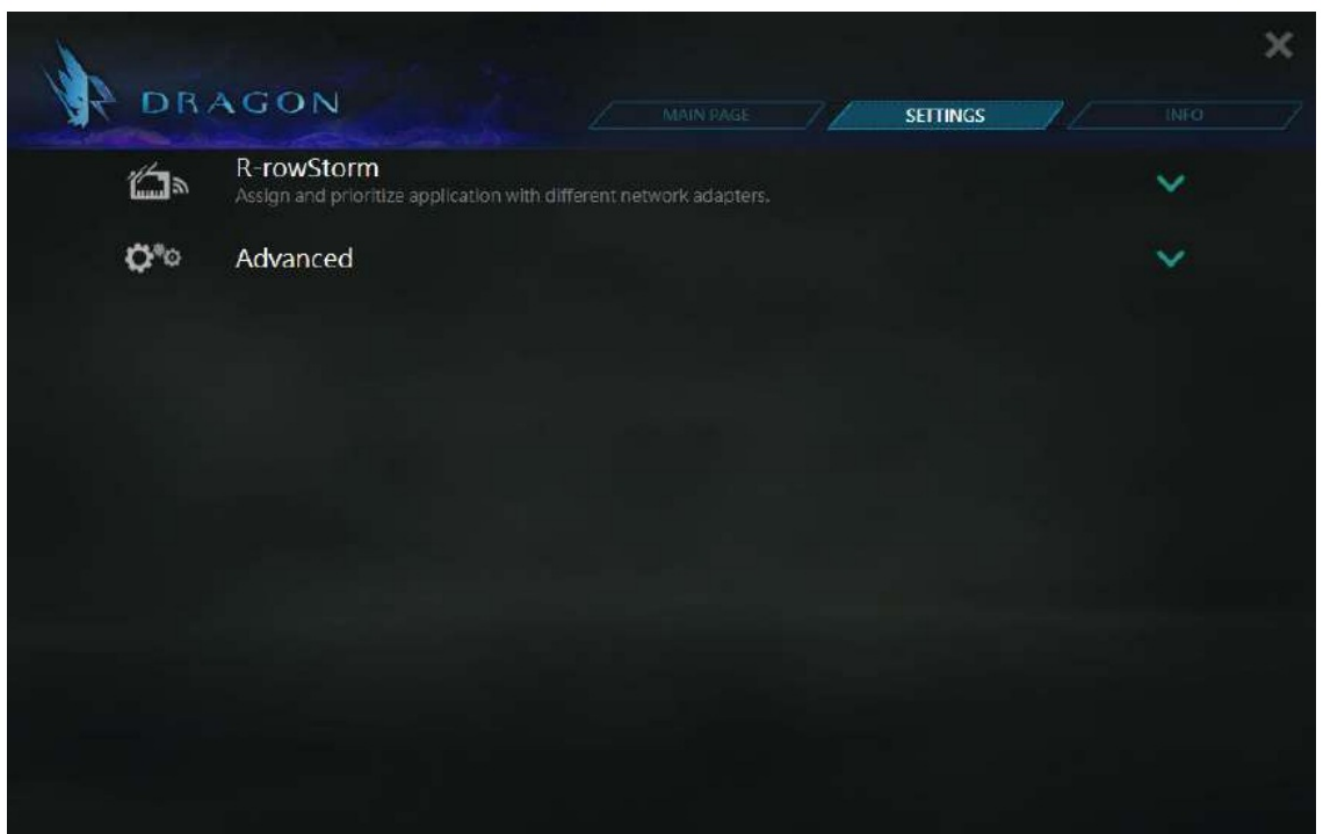 DRAGON
MAIN PAGE
SETTINGS
INFO
R-rowStorm
Assign and prioritize application with different network adapters.
Advanced